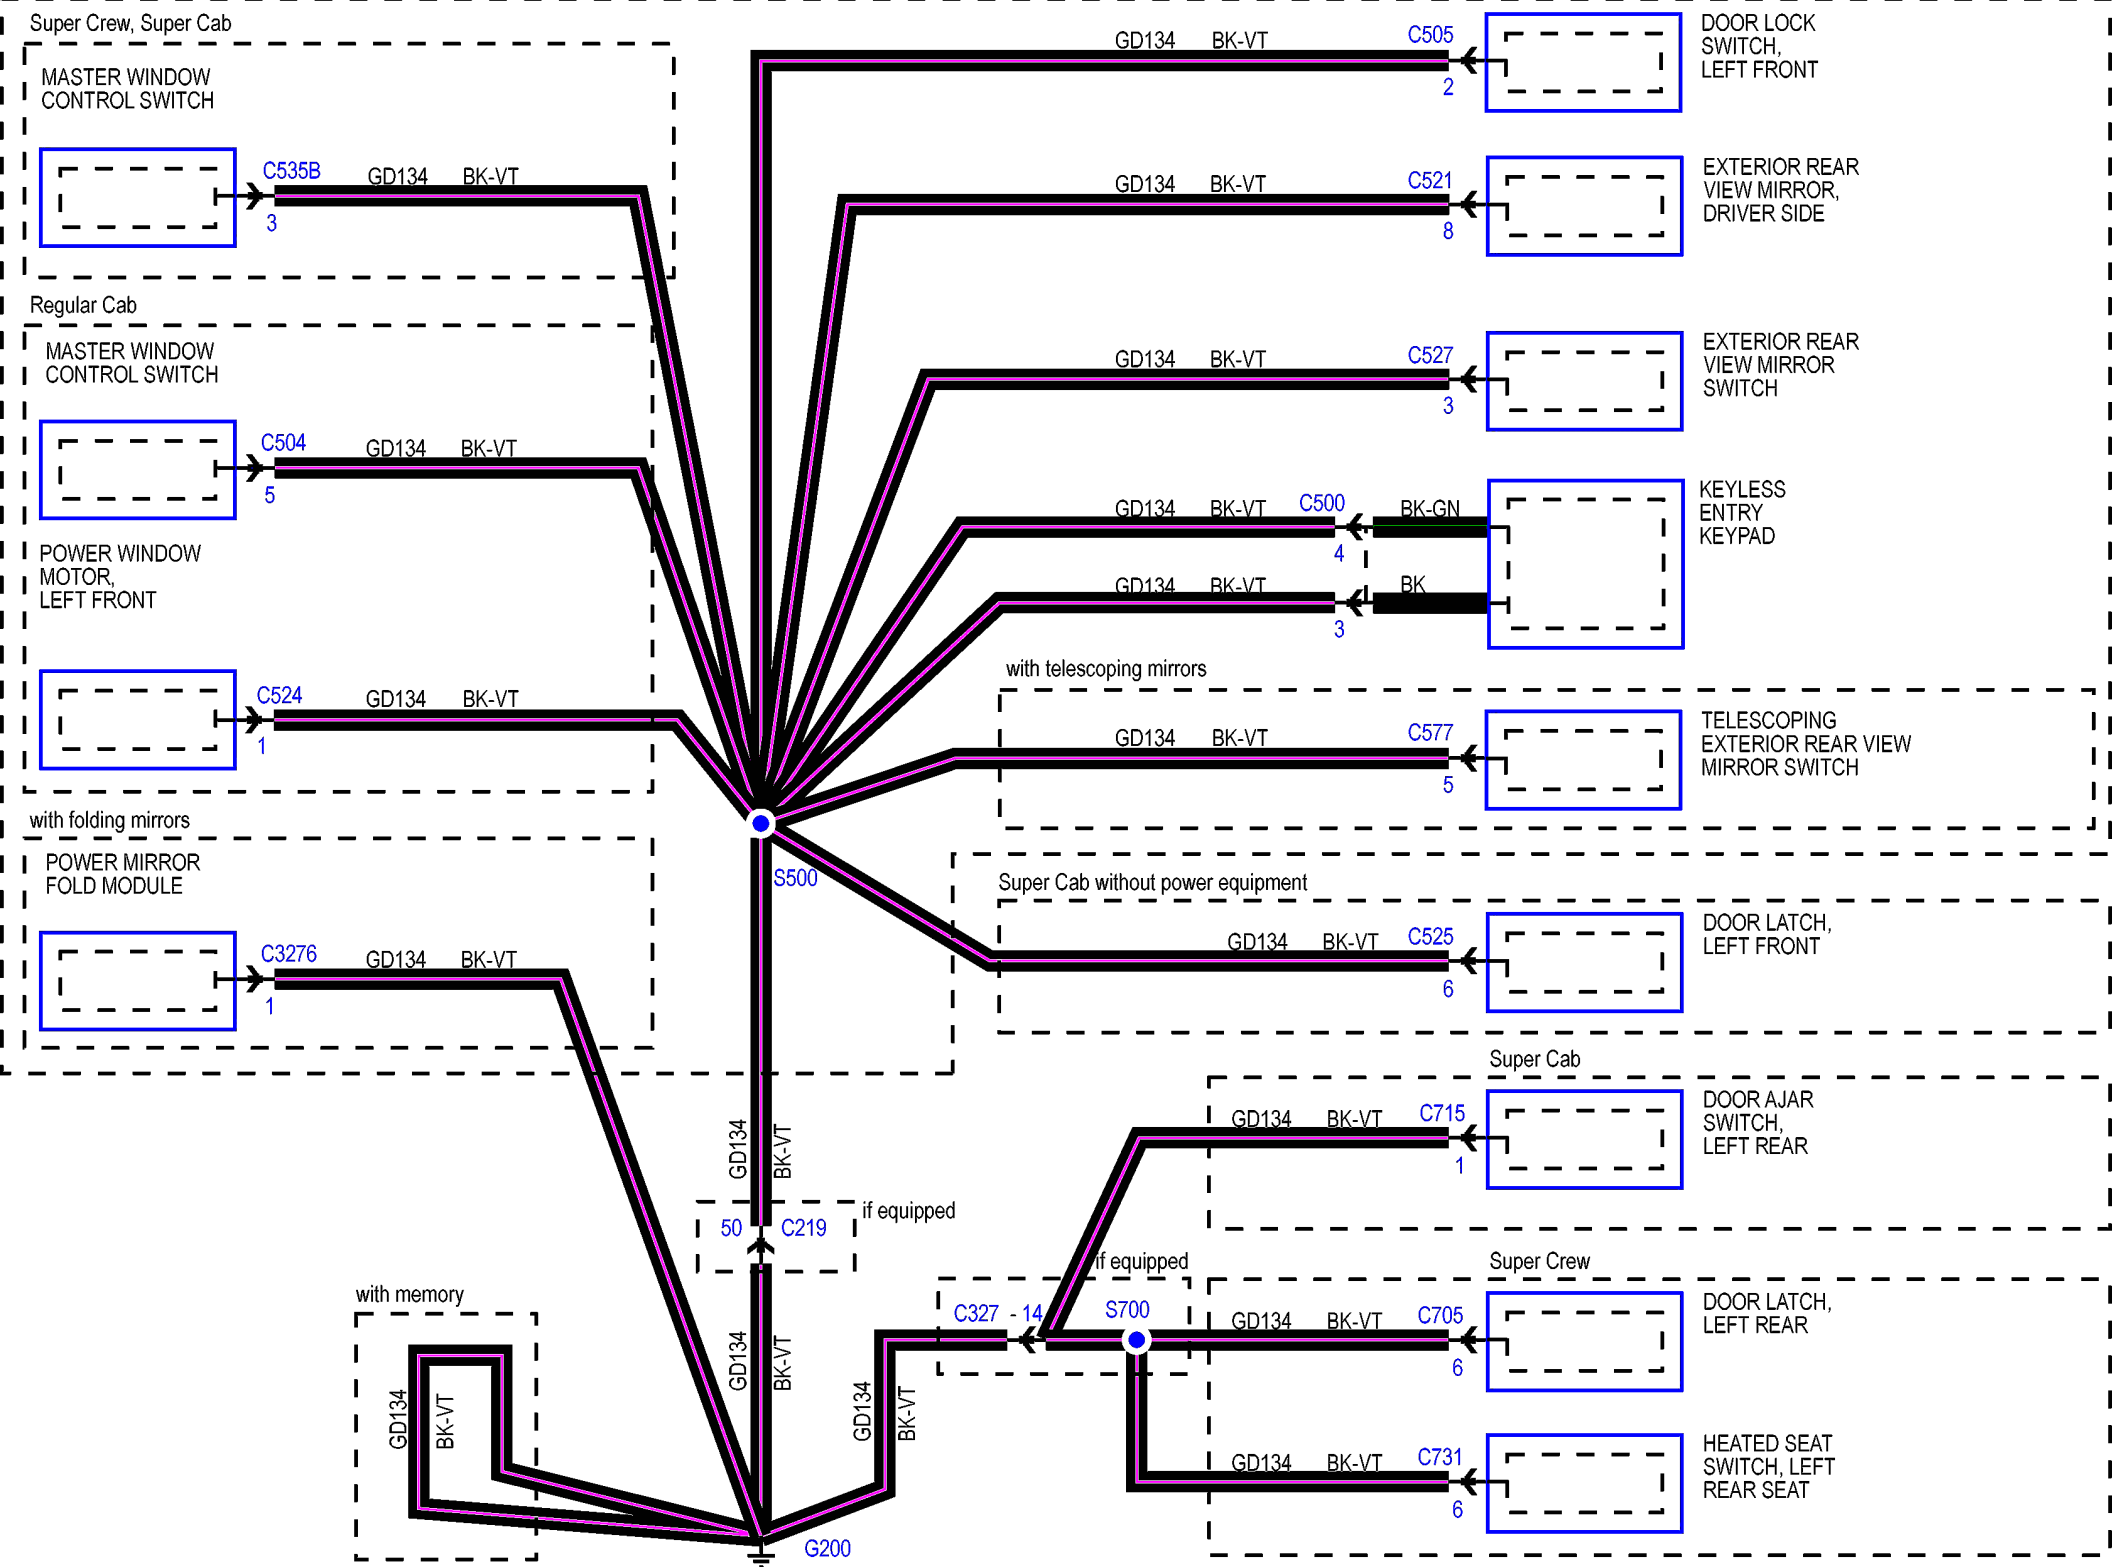 Super Crew, Super Cab
MASTER WINDOW
CONTROL SWITCH
C535B
GD134 BK-VT
3
Regular Cab
MASTER WINDOW
CONTROL SWITCH
C504
GD134 BK-VT
5
POWER WINDOW
MOTOR,
LEFT FRONT
C524
GD134 BK-VT
1
with folding mirrors
POWER MIRROR
FOLD MODULE
C3276
GD134 BK-VT
1
GD134 BK-VT
C505
2
DOOR LOCK
SWITCH,
LEFT FRONT
GD134 BK-VT
C521
8
EXTERIOR REAR
VIEW MIRROR,
DRIVER SIDE
GD134 BK-VT
C527
3
EXTERIOR REAR
VIEW MIRROR
SWITCH
GD134 BK-VT
C500
4
BK-GN
KEYLESS
ENTRY
KEYPAD
GD134 BK-VT
3
BK
with telescoping mirrors
GD134 BK-VT
C577
5
TELESCOPING
EXTERIOR REAR VIEW
MIRROR SWITCH
S500
Super Cab without power equipment
GD134 BK-VT
C525
6
DOOR LATCH,
LEFT FRONT
Super Cab
GD134 BK-VT
C715
1
DOOR AJAR
SWITCH,
LEFT REAR
GD134
BK-VT
50 C219
if equipped
GD134
BK-VT
with memory
GD134
BK-VT
GD134
BK-VT
if equipped
C327 - 14
S700
Super Crew
GD134 BK-VT
C705
6
DOOR LATCH,
LEFT REAR
GD134 BK-VT
C731
6
HEATED SEAT
SWITCH, LEFT
REAR SEAT
G200